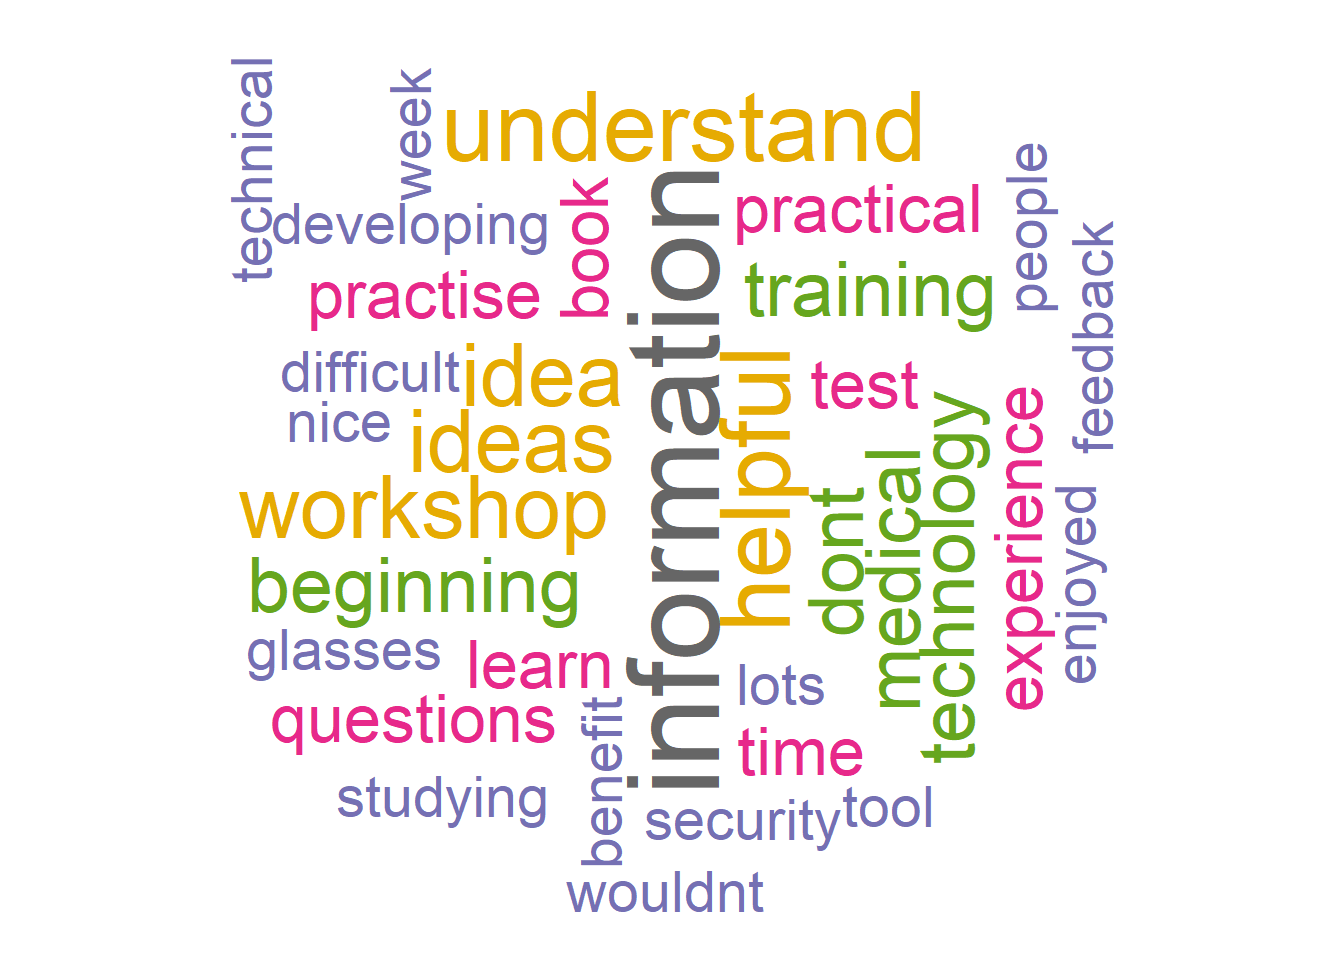 technical
week
understand
developing
book
information
practical
people
feedback
practise
training
difficult
idea
helpful
test
nice
ideas
workshop
dont
medical
technology
experience
enjoyed
beginning
glasses
learn
lots
questions
benefit
time
studying
security
tool
wouldnt